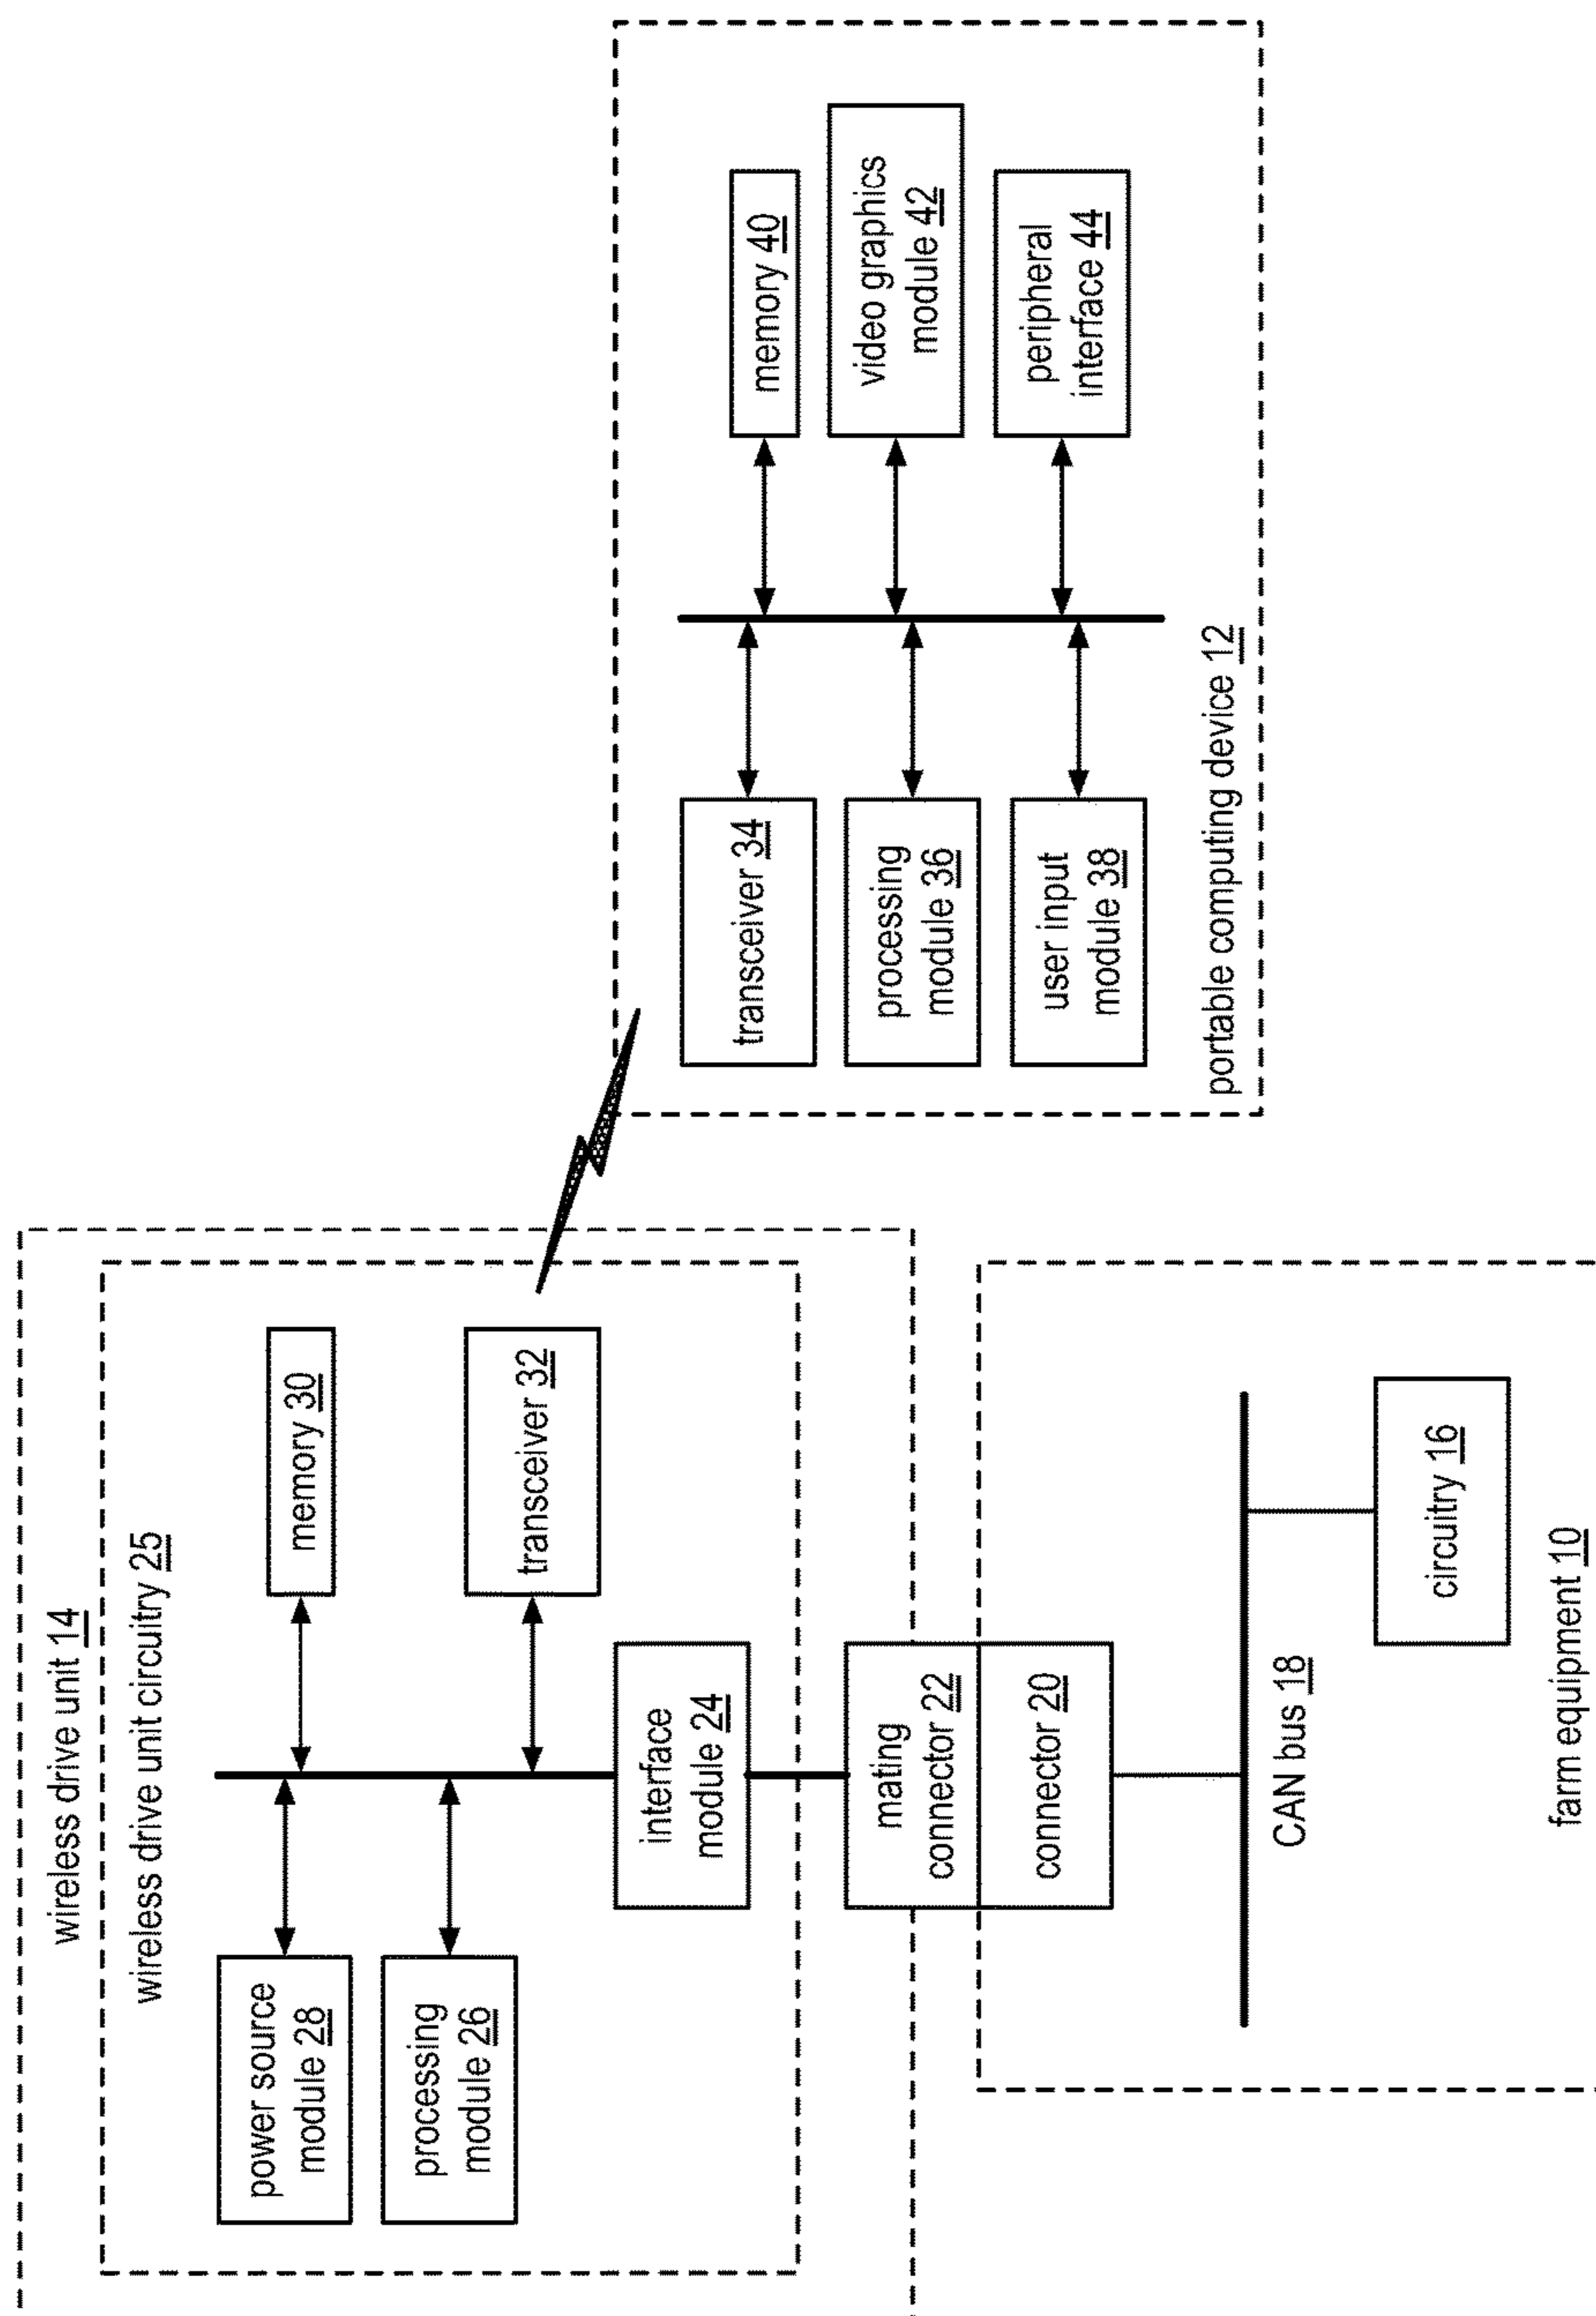 wireless drive unit 14
wireless drive unit circuitry 25
power source
module 28
memory 30
processing
module 26
transceiver 32
interface
module 24
mating
connector 22
connector 20
CAN bus 18
circuitry 16
farm equipment 10
transceiver 34
memory 40
processing
module 36
video graphics
module 42
user input
module 38
peripheral
interface 44
portable computing device 12